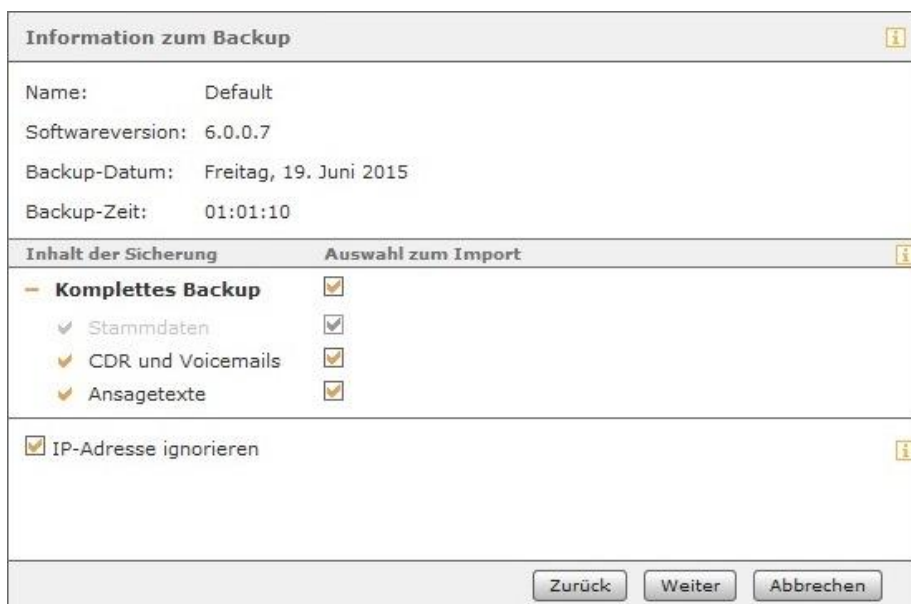 Information zum Backup
Name: Default
Softwareversion: 6.0.0.7
Backup-Datum: Freitag, 19. Juni 2015
Backup-Zeit: 01:01:10
Inhalt der Sicherung Auswahl zum Import
Komplettes Backup
Stammdaten
CDR und Voicemails
Ansagetexte
IP-Adresse ignorieren
Zurück Weiter Abbrechen